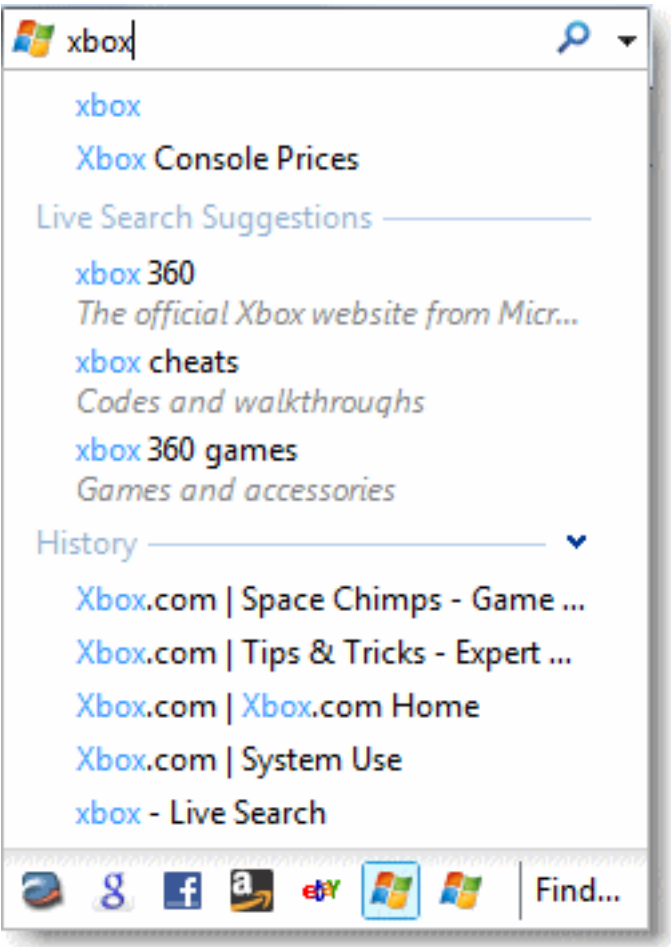 xbox
xbox
Xbox Console Prices
Live Search Suggestions
xbox 360
The official Xbox website from Micr...
xbox cheats
Codes and walkthroughs
xbox 360 games
Games and accessories
History
Xbox.com | Space Chimps - Game ...
Xbox.com | Tips & Tricks - Expert ...
Xbox.com | Xbox.com Home
Xbox.com | System Use
xbox - Live Search
g f a ebY Find...